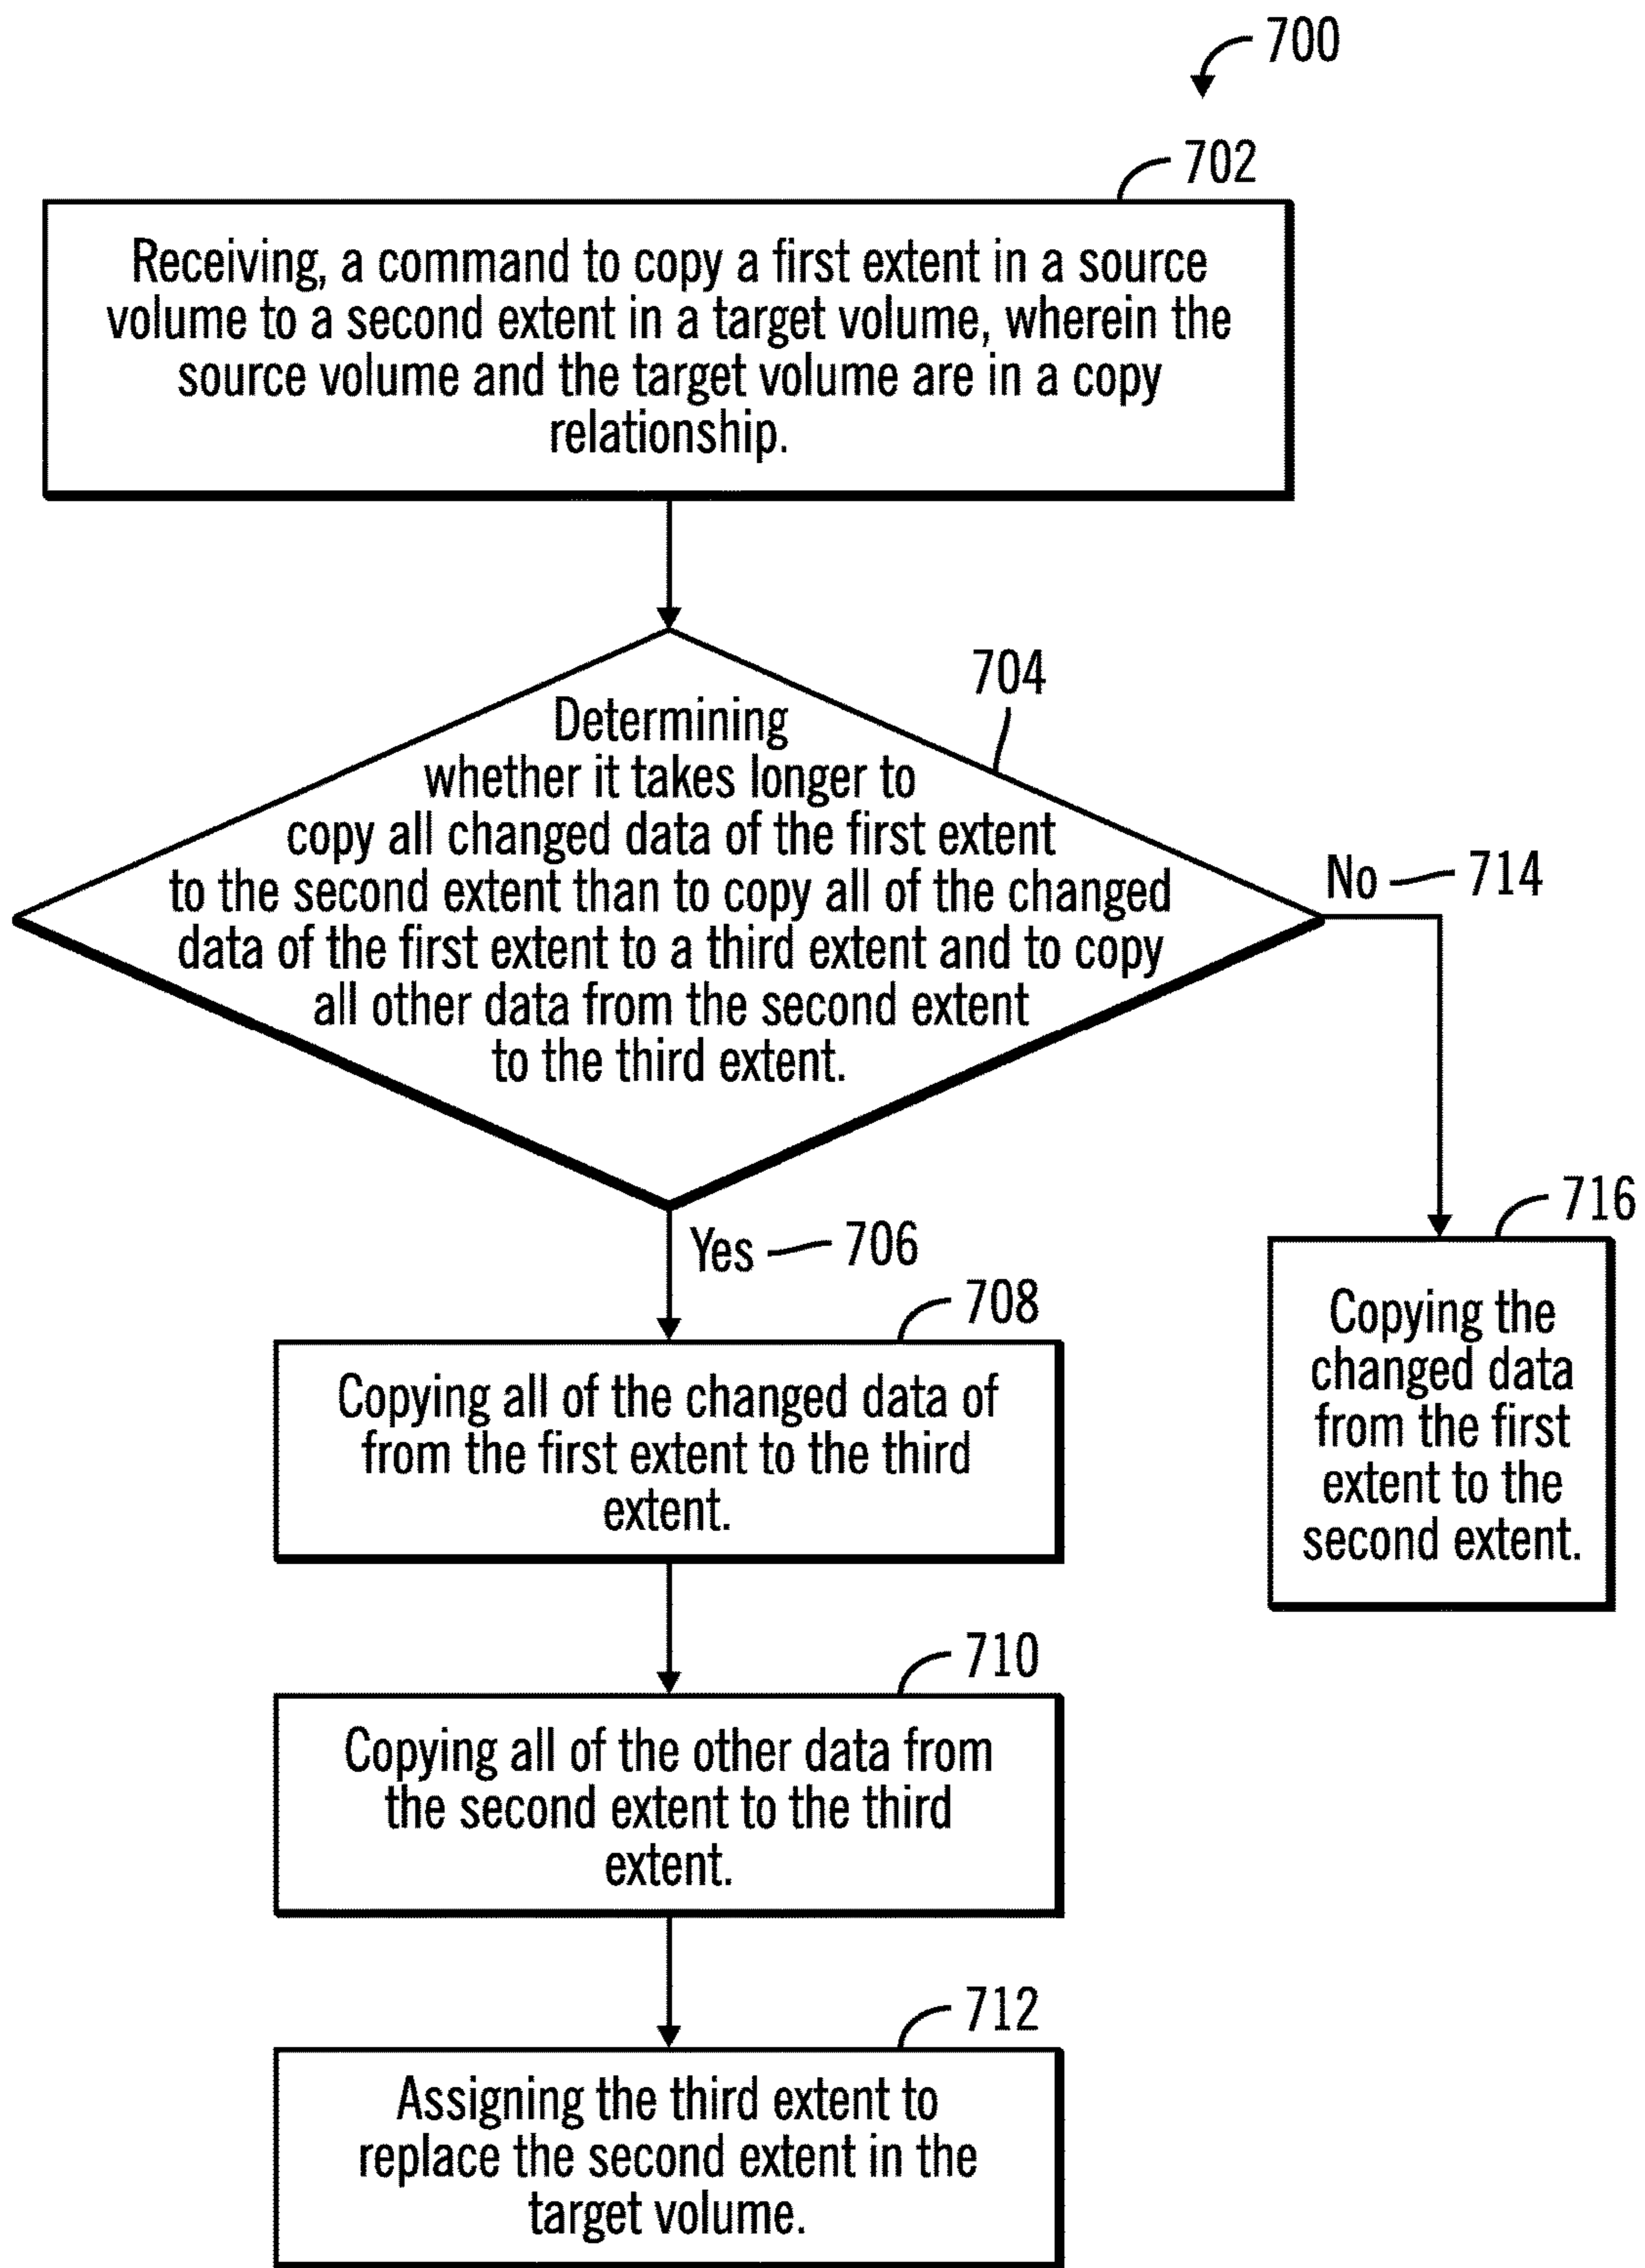 700
702
Receiving, a command to copy a first extent in a source
volume to a second extent in a target volume, wherein the
source volume and the target volume are in a copy
relationship.
704
Determining
whether it takes longer to
copy all changed data of the first extent
to the second extent than to copy all of the changed
data of the first extent to a third extent and to copy
all other data from the second extent
to the third extent.
No 714
Yes 706
716
Copying the
changed data
from the first
extent to the
second extent.
708
Copying all of the changed data of
from the first extent to the third
extent.
710
Copying all of the other data from
the second extent to the third
extent.
712
Assigning the third extent to
replace the second extent in the
target volume.